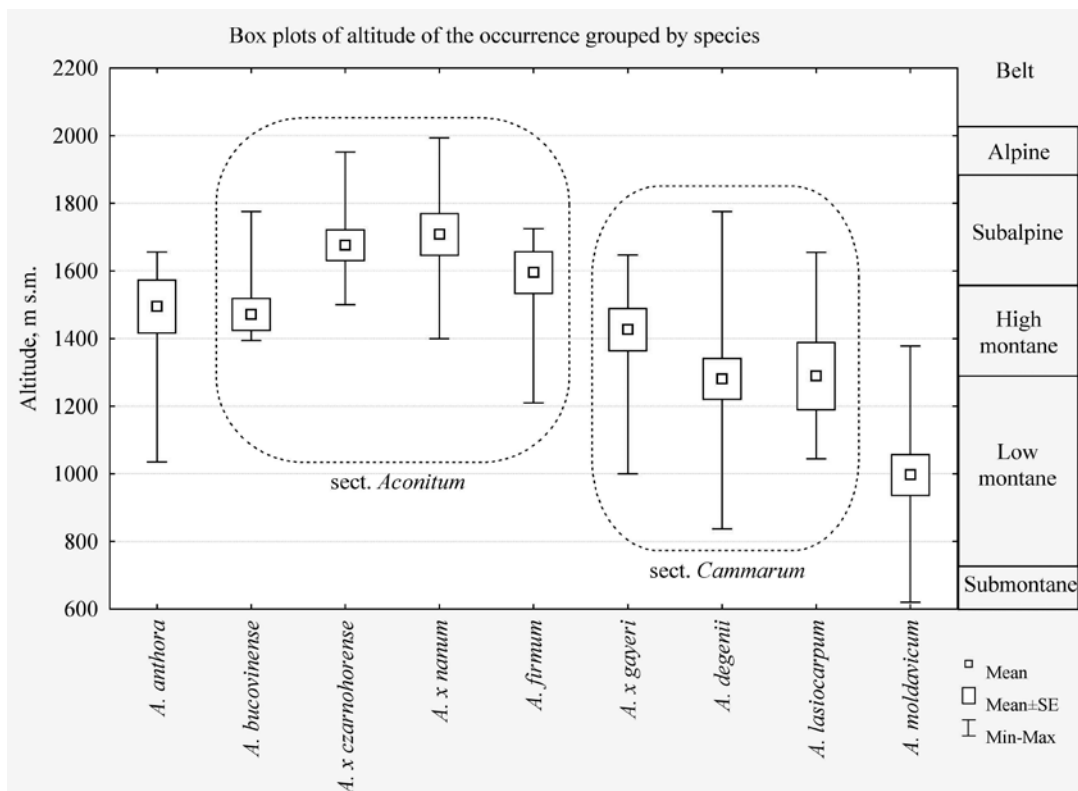 Box plots of altitude of the occurrence grouped by species
Altitude, m s.m.
2200
2000
1800
1600
1400
1200
1000
800
600
sect. Aconitum
sect. Cammarum
A. anthora
A. bucovinense
A. x czarnohorense
A. x nanum
A. firmum
A. x gayeri
A. degenii
A. lasiocarpum
A. moldavicum
Belt
Alpine
Subalpine
High
montane
Low
montane
Submontane
Mean
Mean±SE
Min-Max